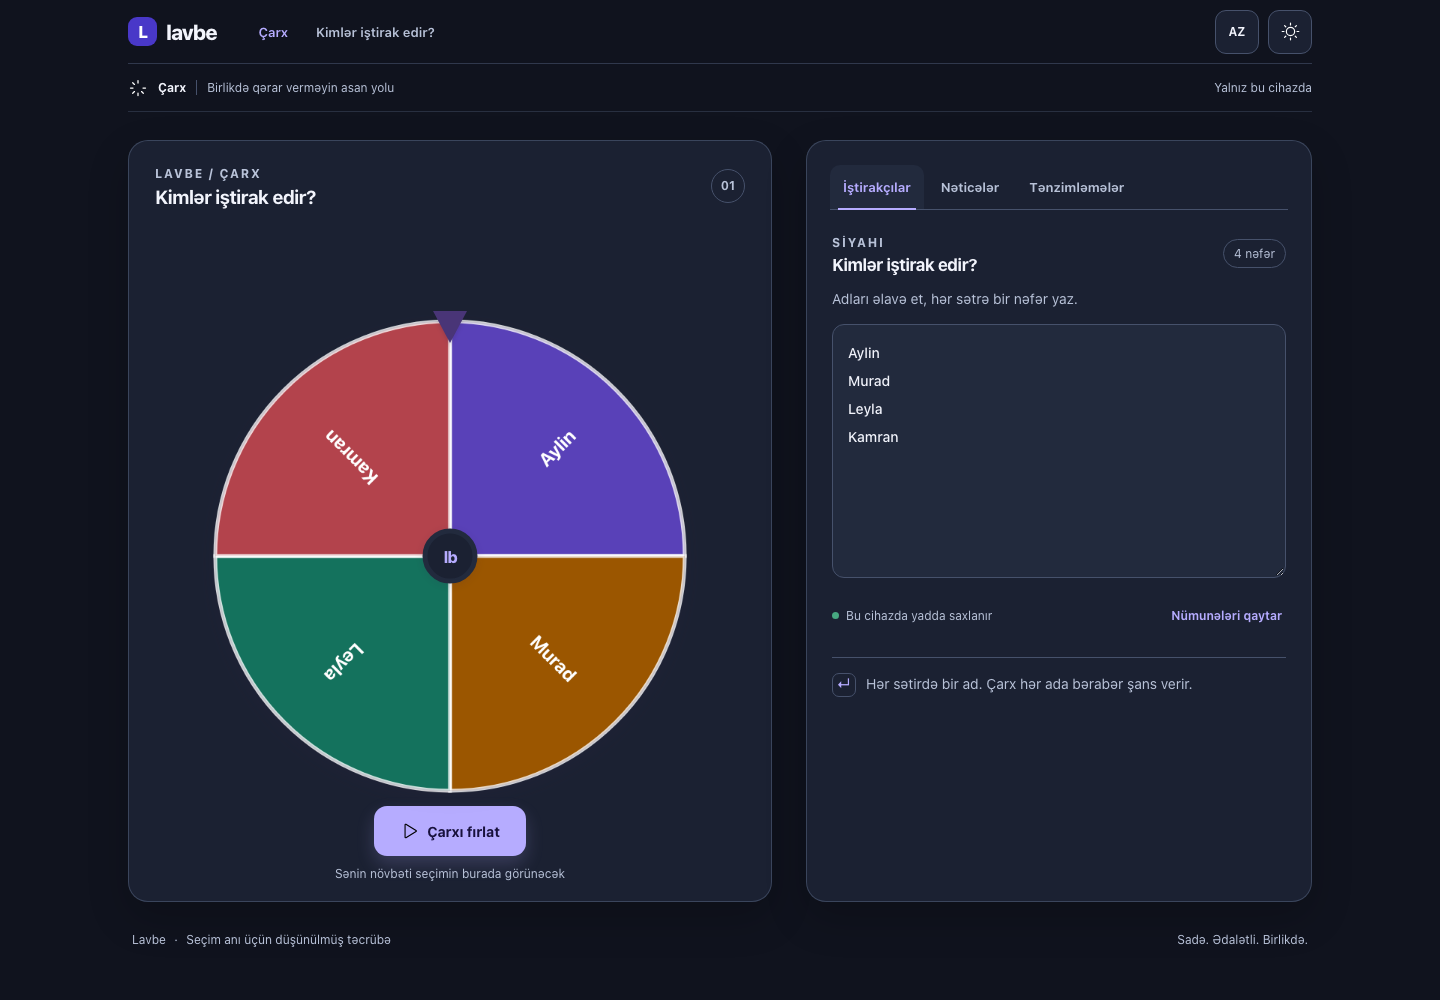 L lavbe
Çarx
Kimlər iştirak edir?
AZ
Çarx
Birlikdə qərar verməyin asan yolu
Yalnız bu cihazda
LAVBE / ÇARX
Kimlər iştirak edir?
01
Kamran
Aylin
lb
Leyla
Murad
Çarxı fırlat
Sənin növbəti seçimin burada görünəcək
İştirakçılar
Nəticələr
Tənzimləmələr
SİYAHI
Kimlər iştirak edir?
4 nəfər
Adları əlavə et, hər sətrə bir nəfər yaz.
Aylin
Murad
Leyla
Kamran
Bu cihazda yadda saxlanır
Nümunələri qaytar
Hər sətirdə bir ad. Çarx hər ada bərabər şans verir.
Lavbe · Seçim anı üçün düşünülmüş təcrübə
Sadə. Ədalətli. Birlikdə.